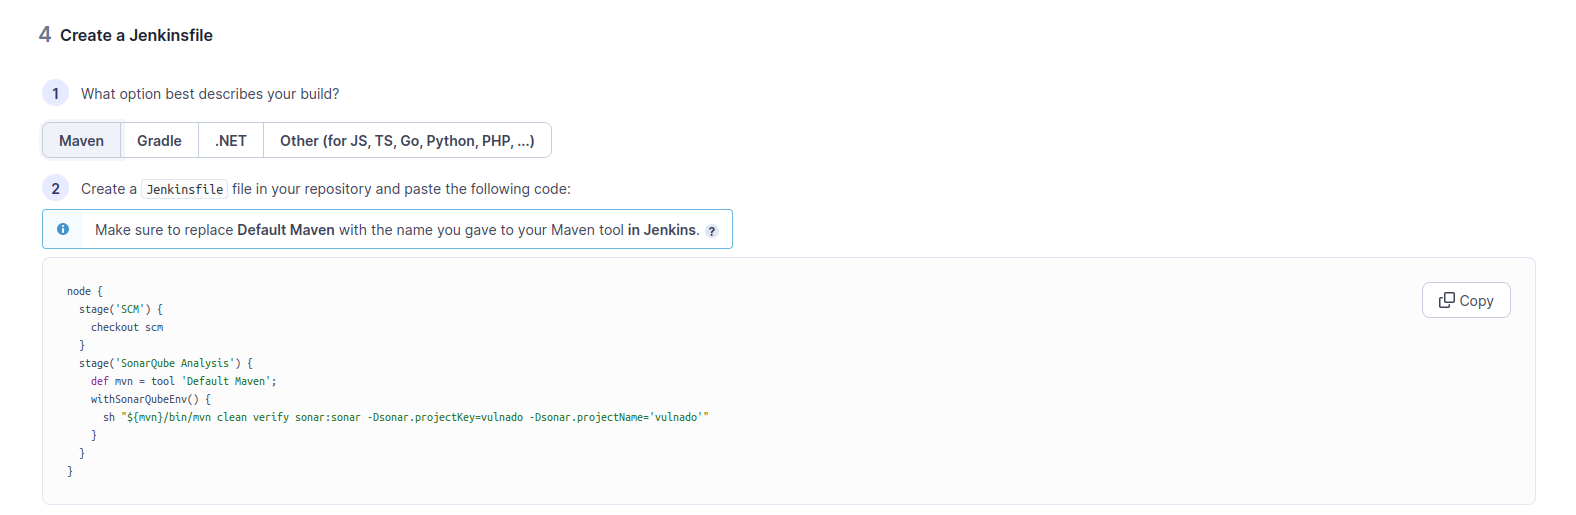 4 Create a Jenkinsfile
1 What option best describes your build?
Maven Gradle .NET Other (for JS, TS, Go, Python, PHP, ...)
2 Create a Jenkinsfile file in your repository and paste the following code:
Make sure to replace Default Maven with the name you gave to your Maven tool in Jenkins. ?
Copy
node {
  stage('SCM') {
    checkout scm
  }
  stage('SonarQube Analysis') {
    def mvn = tool 'Default Maven';
    withSonarQubeEnv() {
      sh "${mvn}/bin/mvn clean verify sonar:sonar -Dsonar.projectKey=vulnado -Dsonar.projectName='vulnado'"
    }
  }
}